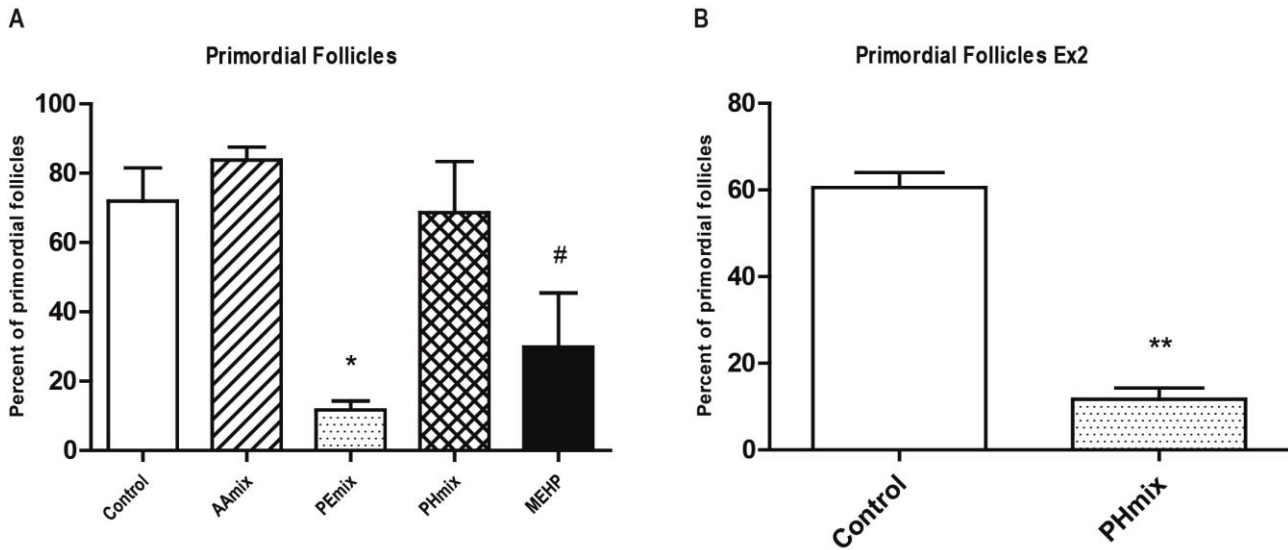 A
Primordial Follicles
Percent of primordial follicles
100
80
60
40
20
0
*
#
Control
AAmix
PEmix
PHmix
MEHP
B
Primordial Follicles Ex2
Percent of primordial follicles
80
60
40
20
0
**
Control
PHmix